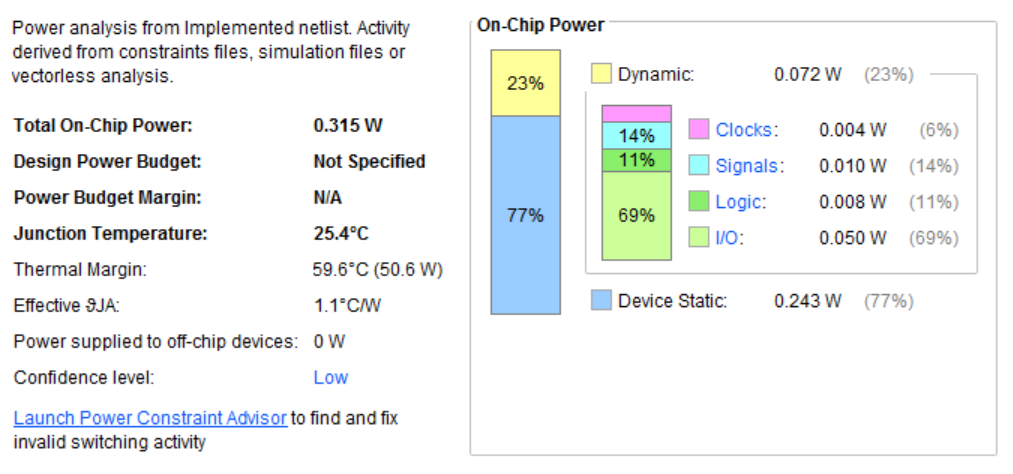 Power analysis from Implemented netlist. Activity
derived from constraints files, simulation files or
vectorless analysis.
Total On-Chip Power: 0.315 W
Design Power Budget: Not Specified
Power Budget Margin: N/A
Junction Temperature: 25.4°C
Thermal Margin: 59.6°C (50.6 W)
Effective ϑJA: 1.1°C/W
Power supplied to off-chip devices: 0 W
Confidence level: Low
Launch Power Constraint Advisor to find and fix
invalid switching activity
On-Chip Power
23%
77%
Dynamic: 0.072 W (23%)
14%
11%
69%
Clocks: 0.004 W (6%)
Signals: 0.010 W (14%)
Logic: 0.008 W (11%)
I/O: 0.050 W (69%)
Device Static: 0.243 W (77%)